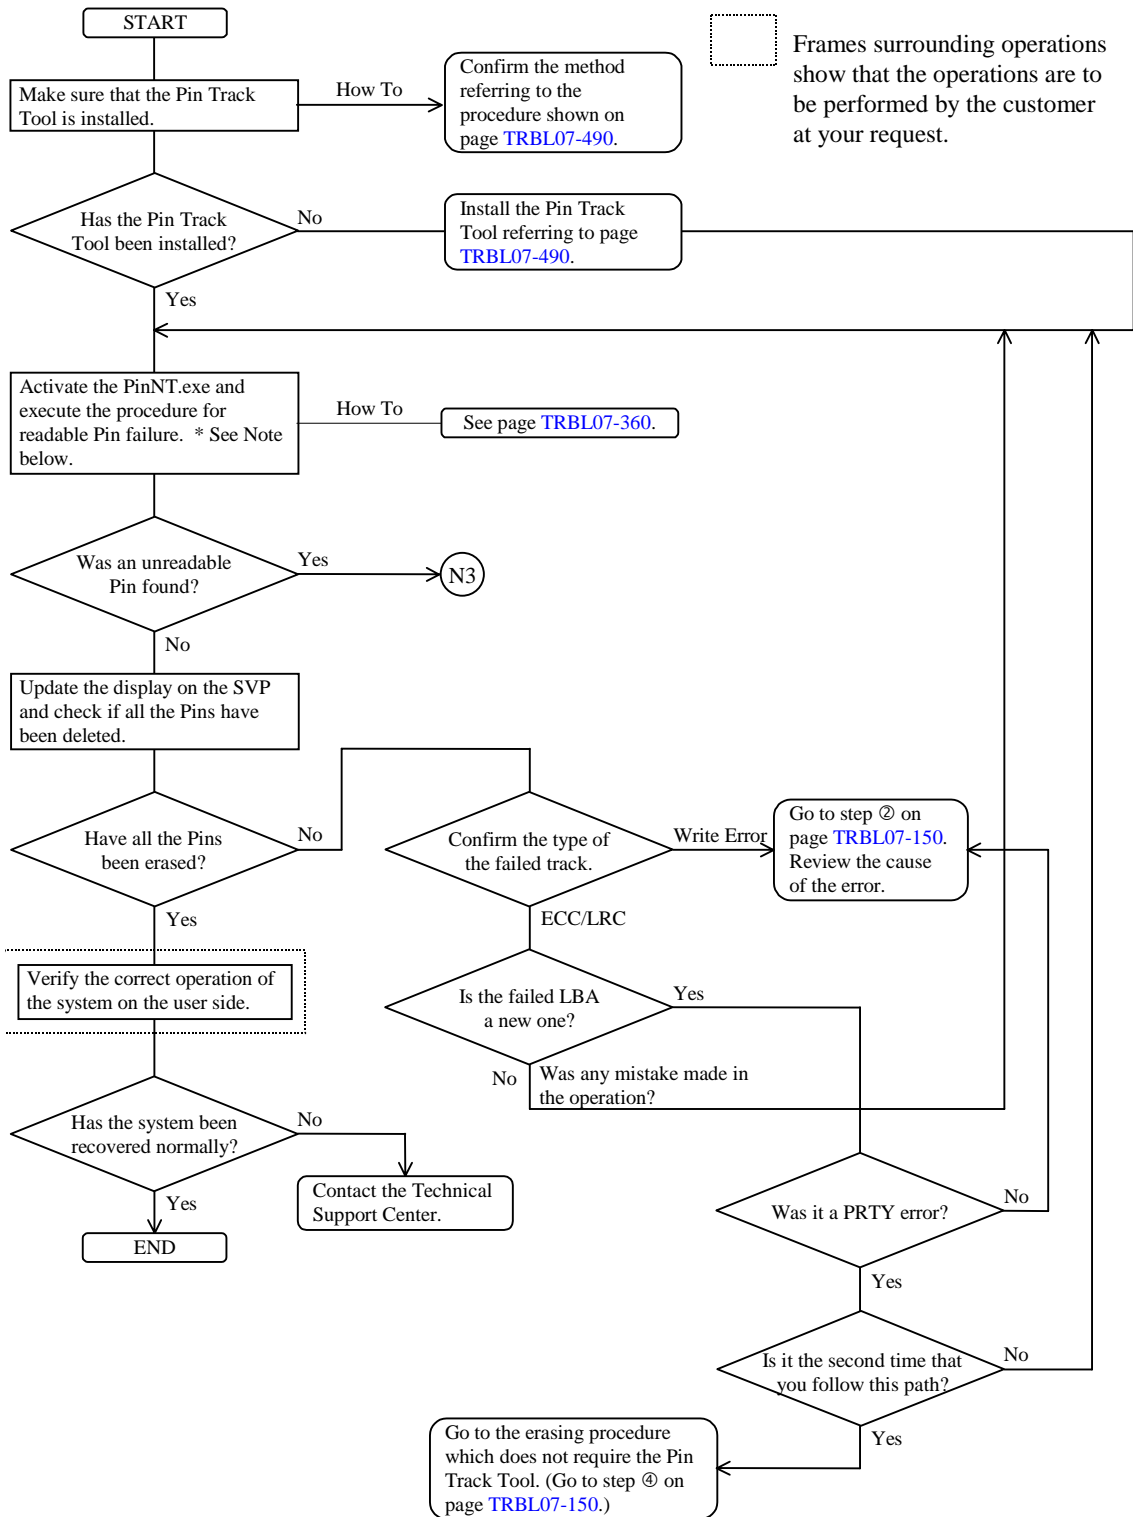 START
Frames surrounding operations
show that the operations are to
be performed by the customer
at your request.
Make sure that the Pin Track
Tool is installed.
How To
Confirm the method
referring to the
procedure shown on
page TRBL07-490.
Has the Pin Track
Tool been installed?
No
Install the Pin Track
Tool referring to page
TRBL07-490.
Yes
Activate the PinNT.exe and
execute the procedure for
readable Pin failure. * See Note
below.
How To
See page TRBL07-360.
Was an unreadable
Pin found?
Yes
N3
No
Update the display on the SVP
and check if all the Pins have
been deleted.
Have all the Pins
been erased?
No
Confirm the type of
the failed track.
Write Error
Go to step ② on
page TRBL07-150.
Review the cause
of the error.
Yes
ECC/LRC
Verify the correct operation of
the system on the user side.
Is the failed LBA
a new one?
Yes
No
Was any mistake made in
the operation?
Has the system been
recovered normally?
No
Contact the Technical
Support Center.
Yes
END
Was it a PRTY error?
No
Yes
Is it the second time that
you follow this path?
No
Yes
Go to the erasing procedure
which does not require the Pin
Track Tool. (Go to step ④ on
page TRBL07-150.)